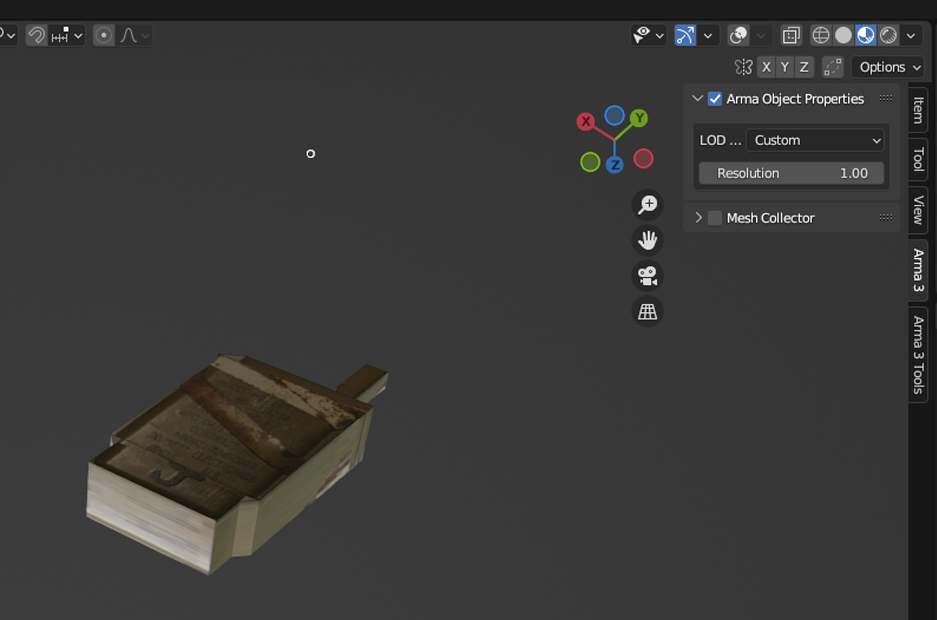 X Y Z Options
Arma Object Properties
LOD ... Custom
Resolution 1.00
Mesh Collector
X
Y
Z
Item
Tool
View
Arma 3
Arma 3 Tools